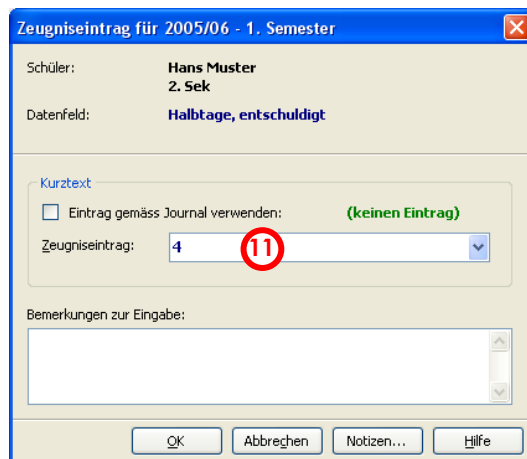 Zeugniseintrag für 2005/06 - 1. Semester
Schüler: Hans Muster
2. Sek
Datenfeld: Halbtage, entschuldigt
Kurztext
Eintrag gemäss Journal verwenden: (keinen Eintrag)
Zeugniseintrag: 4 11
Bemerkungen zur Eingabe:
OK Abbrechen Notizen... Hilfe